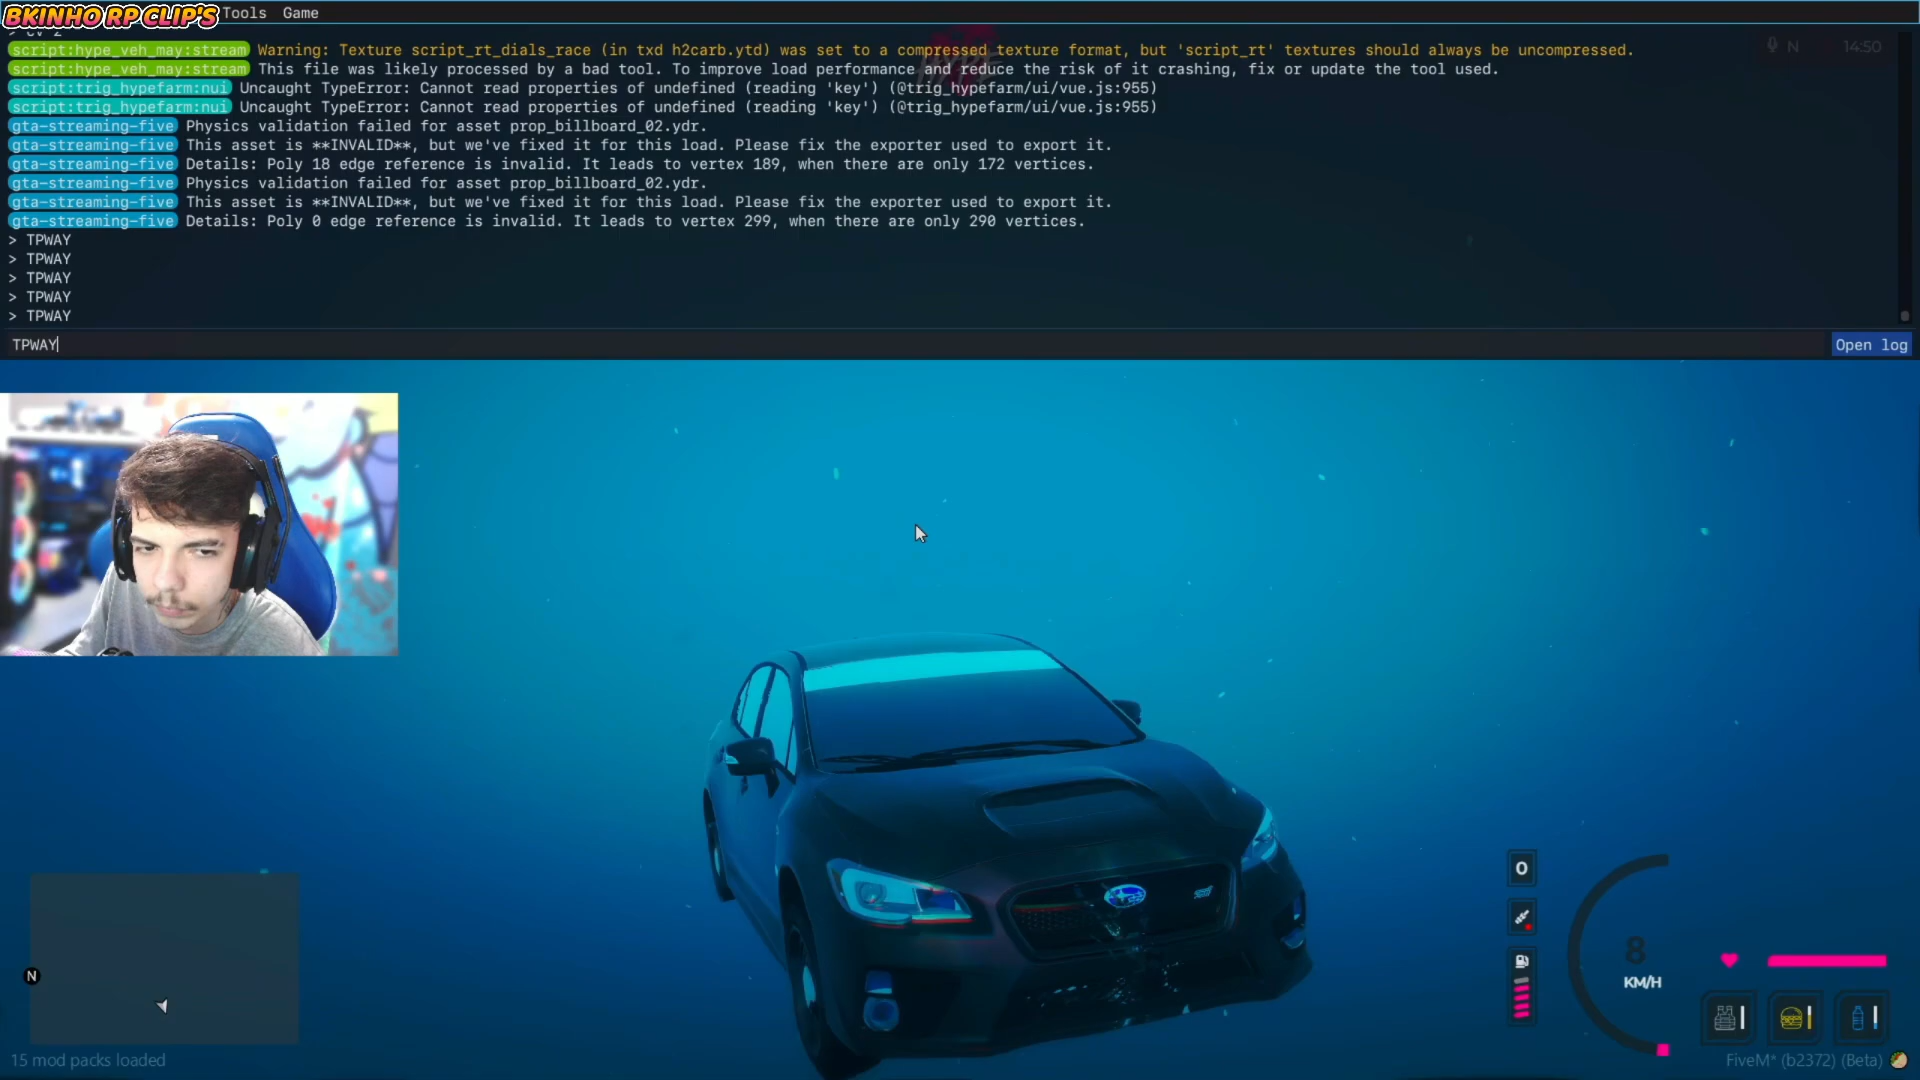 BKINHO RP CLIP'S Tools Game
script:hype_veh_may:stream Warning: Texture script_rt_dials_race (in txd h2carb.ytd) was set to a compressed texture format, but 'script_rt' textures should always be uncompressed.
N 14:50
script:hype_veh_may:stream This file was likely processed by a bad tool. To improve load performance and reduce the risk of it crashing, fix or update the tool used.
HYPE
script:trig_hypefarm:nui Uncaught TypeError: Cannot read properties of undefined (reading 'key') (@trig_hypefarm/ui/vue.js:955)
script:trig_hypefarm:nui Uncaught TypeError: Cannot read properties of undefined (reading 'key') (@trig_hypefarm/ui/vue.js:955)
gta-streaming-five Physics validation failed for asset prop_billboard_02.ydr.
gta-streaming-five This asset is **INVALID**, but we've fixed it for this load. Please fix the exporter used to export it.
gta-streaming-five Details: Poly 18 edge reference is invalid. It leads to vertex 189, when there are only 172 vertices.
gta-streaming-five Physics validation failed for asset prop_billboard_02.ydr.
gta-streaming-five This asset is **INVALID**, but we've fixed it for this load. Please fix the exporter used to export it.
gta-streaming-five Details: Poly 0 edge reference is invalid. It leads to vertex 299, when there are only 290 vertices.
> TPWAY
> TPWAY
> TPWAY
> TPWAY
> TPWAY
TPWAY
Open log
0
8
KM/H
N
15 mod packs loaded
FiveM* (b2372) (Beta)